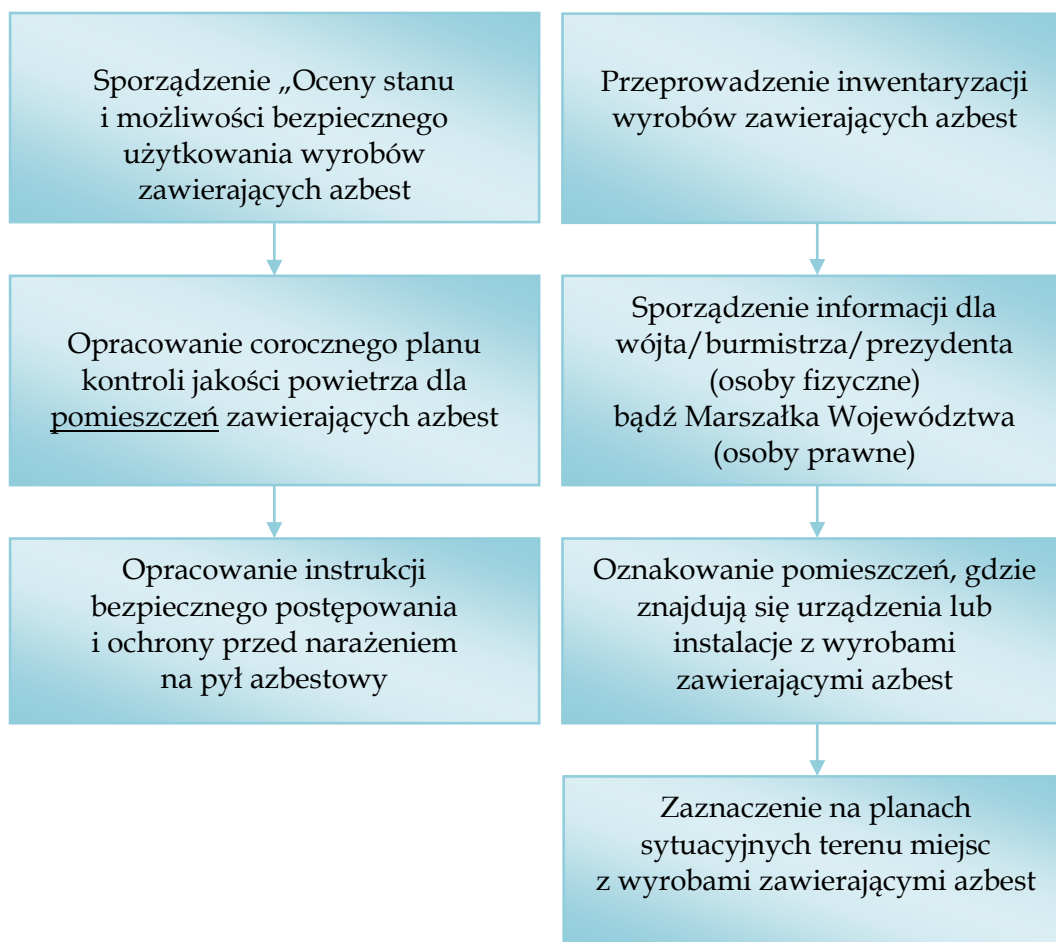 Sporządzenie „Oceny stanu
i możliwości bezpiecznego
użytkowania wyrobów
zawierających azbest
Opracowanie corocznego planu
kontroli jakości powietrza dla
pomieszczeń zawierających azbest
Opracowanie instrukcji
bezpiecznego postępowania
i ochrony przed narażeniem
na pył azbestowy
Przeprowadzenie inwentaryzacji
wyrobów zawierających azbest
Sporządzenie informacji dla
wójta/burmistrza/prezydenta
(osoby fizyczne)
bądź Marszałka Województwa
(osoby prawne)
Oznakowanie pomieszczeń, gdzie
znajdują się urządzenia lub
instalacje z wyrobami
zawierającymi azbest
Zaznaczenie na planach
sytuacyjnych terenu miejsc
z wyrobami zawierającymi azbest